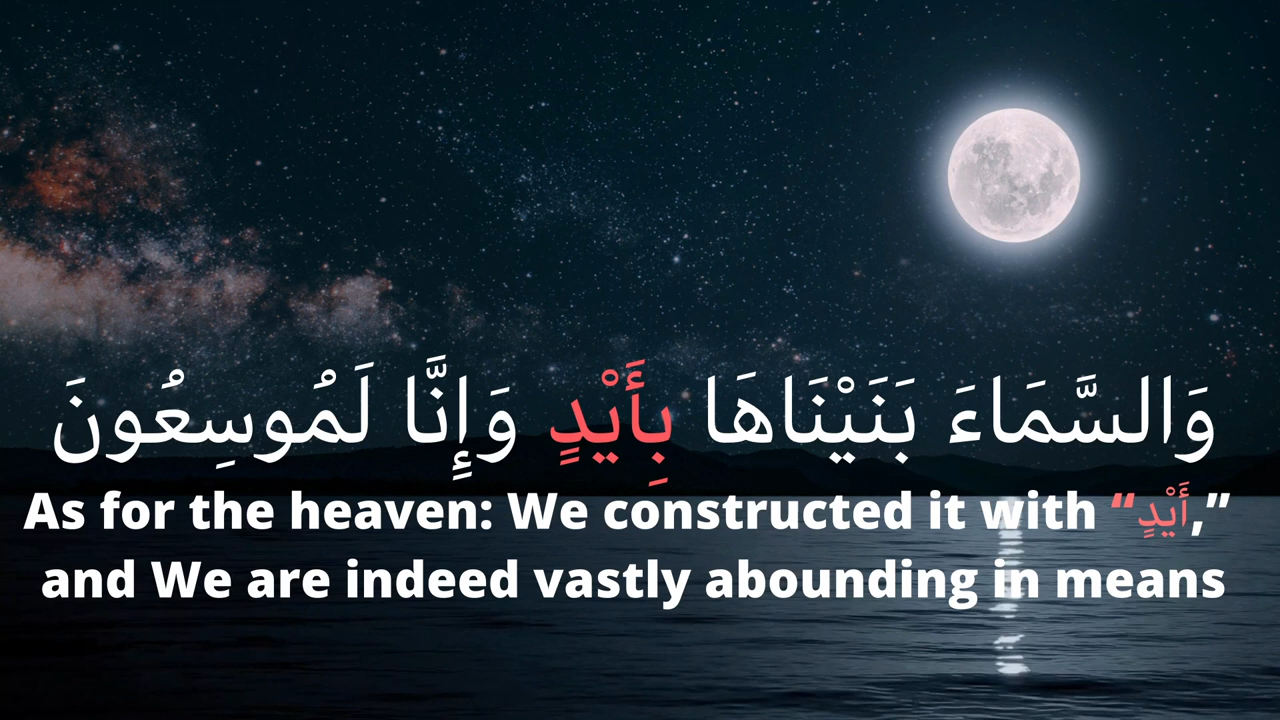 وَالسَّمَاءَ بَنَيْنَاهَا بِأَيْدٍ وَإِنَّا لَمُوسِعُونَ
As for the heaven: We constructed it with “أَيْدٍ,”
and We are indeed vastly abounding in means